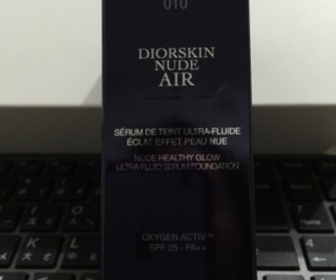 010
DIORSKIN
NUDE
AIR
SÉRUM DE TEINT ULTRA-FLUIDE
ÉCLAT EFFET PEAU NUE
NUDE HEALTHY GLOW
ULTRA-FLUID SERUM FOUNDATION
OXYGEN ACTIV™
SPF 25 - PA++